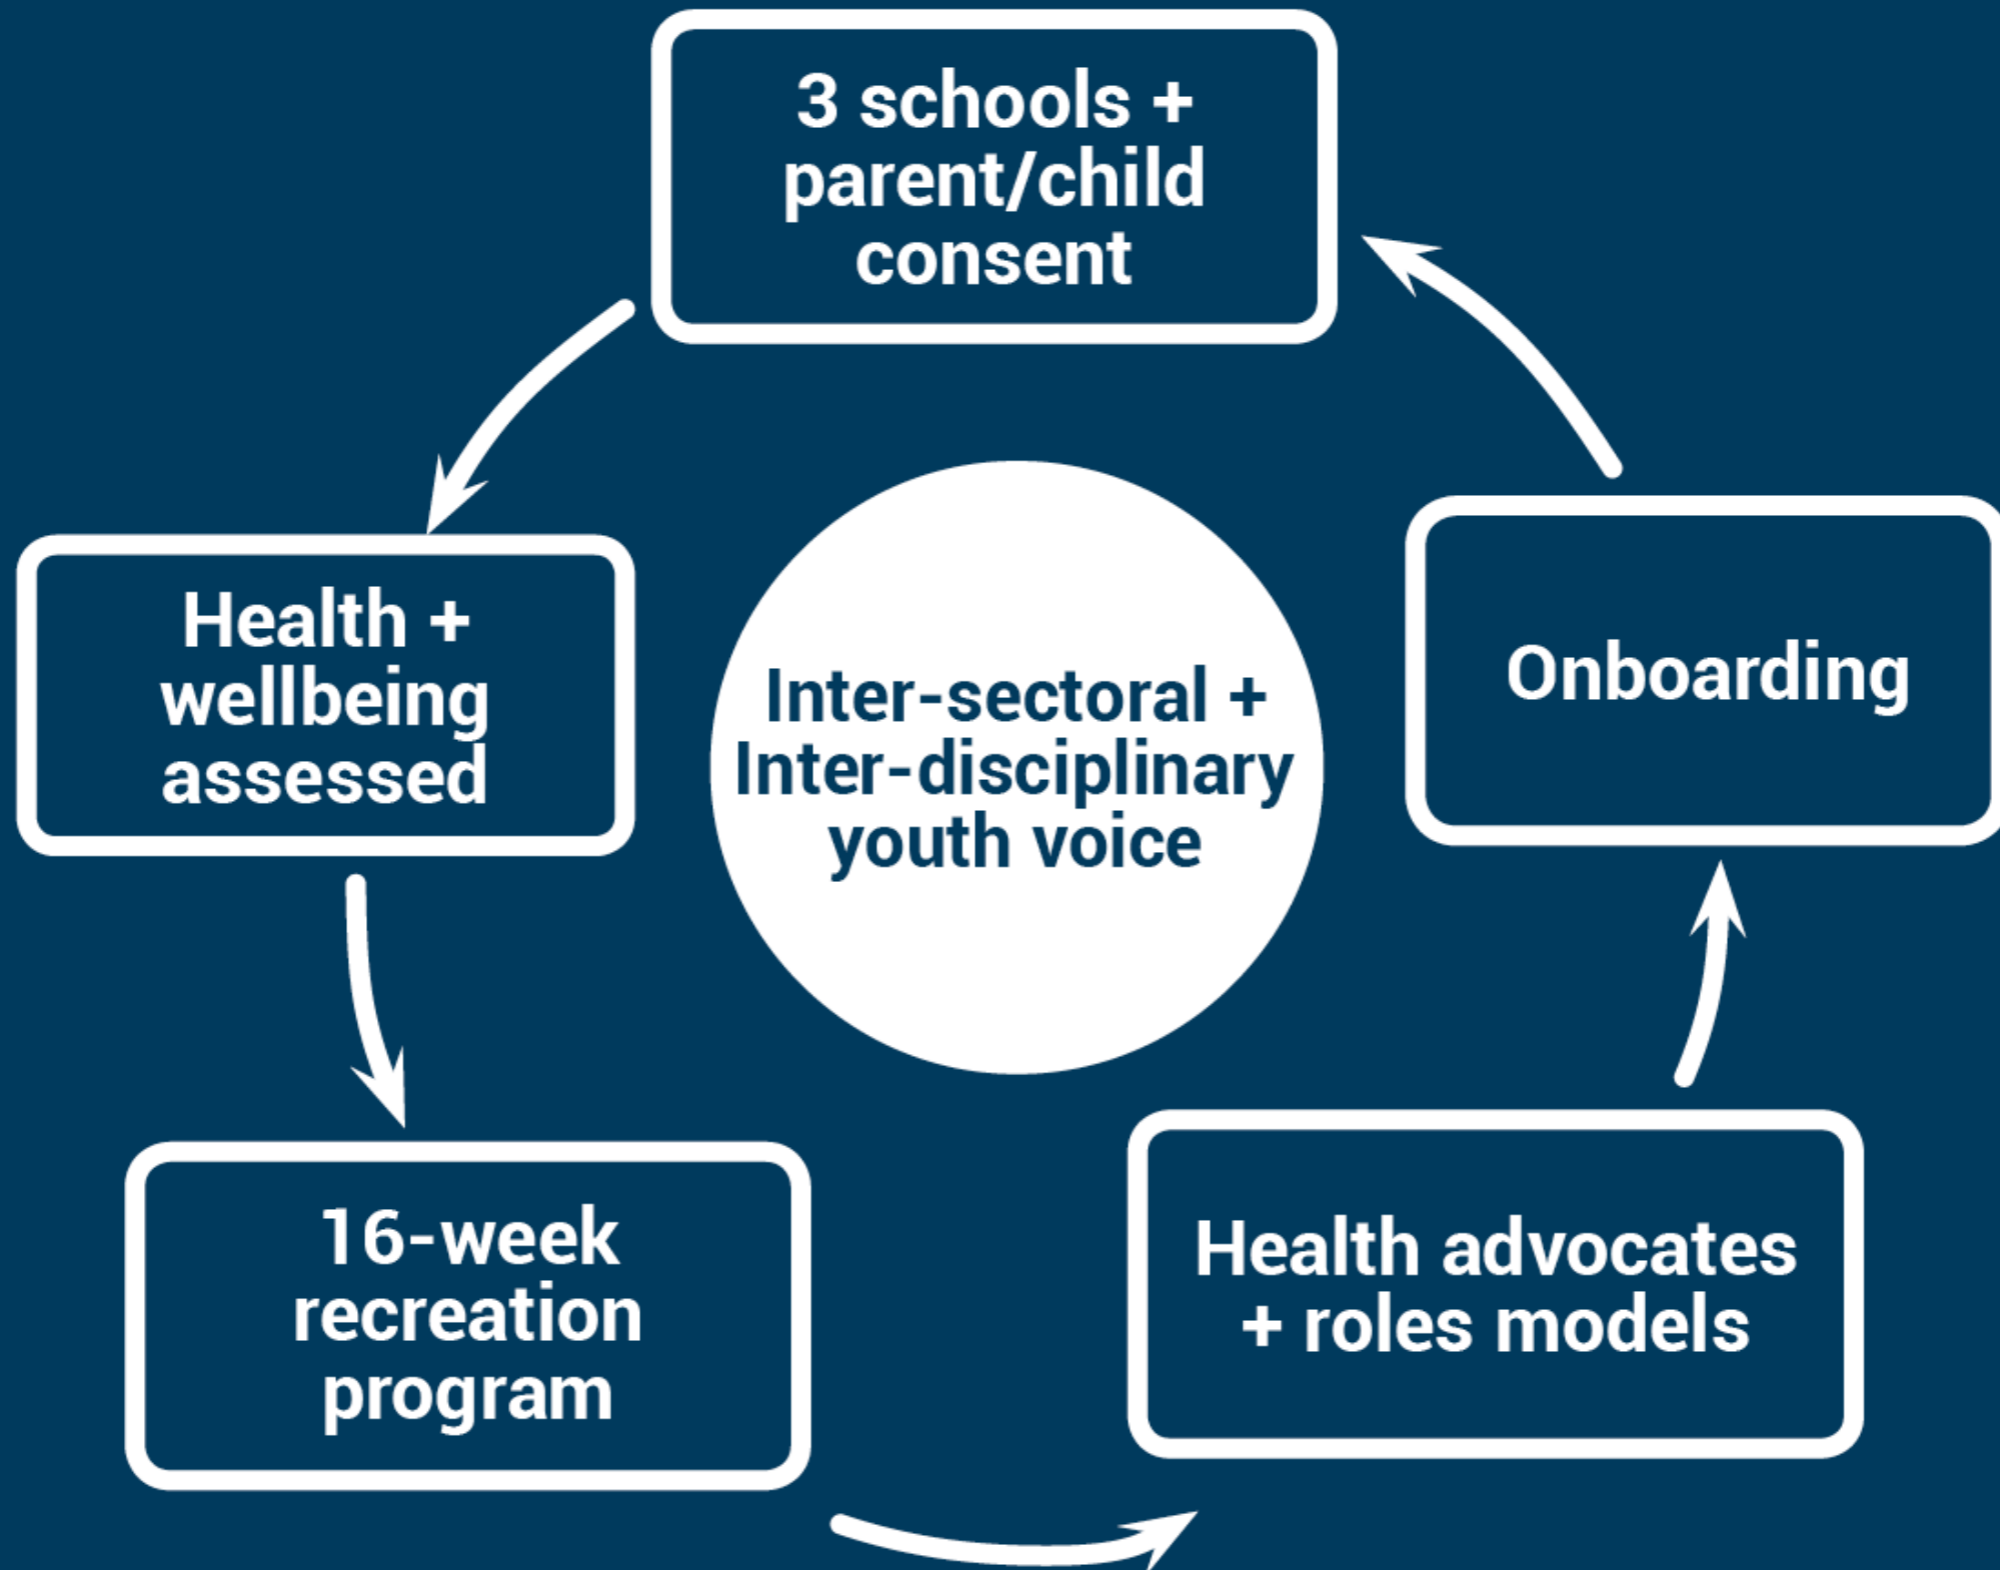 3 schools +
parent/child
consent
Health +
wellbeing
assessed
Inter-sectoral +
Inter-disciplinary
youth voice
Onboarding
16-week
recreation
program
Health advocates
+ roles models